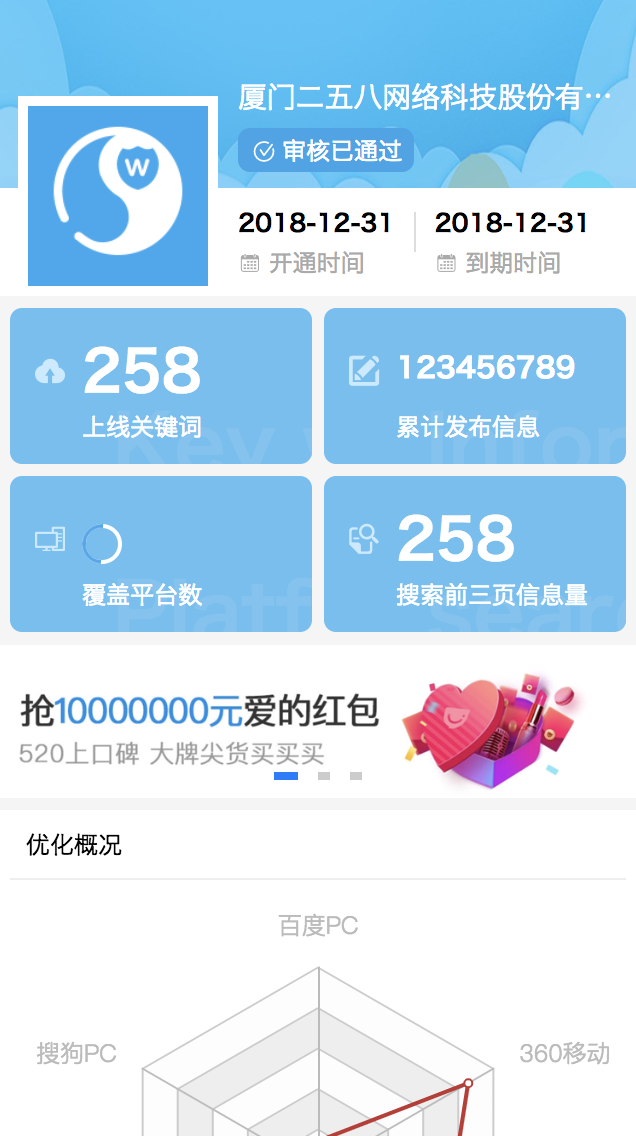 厦门二五八网络科技股份有…
W
审核已通过
2018-12-31
2018-12-31
开通时间
到期时间
258
上线关键词
123456789
累计发布信息
覆盖平台数
258
搜索前三页信息量
抢10000000元爱的红包
520上口碑 大牌尖货买买买
优化概况
百度PC
搜狗PC
360移动